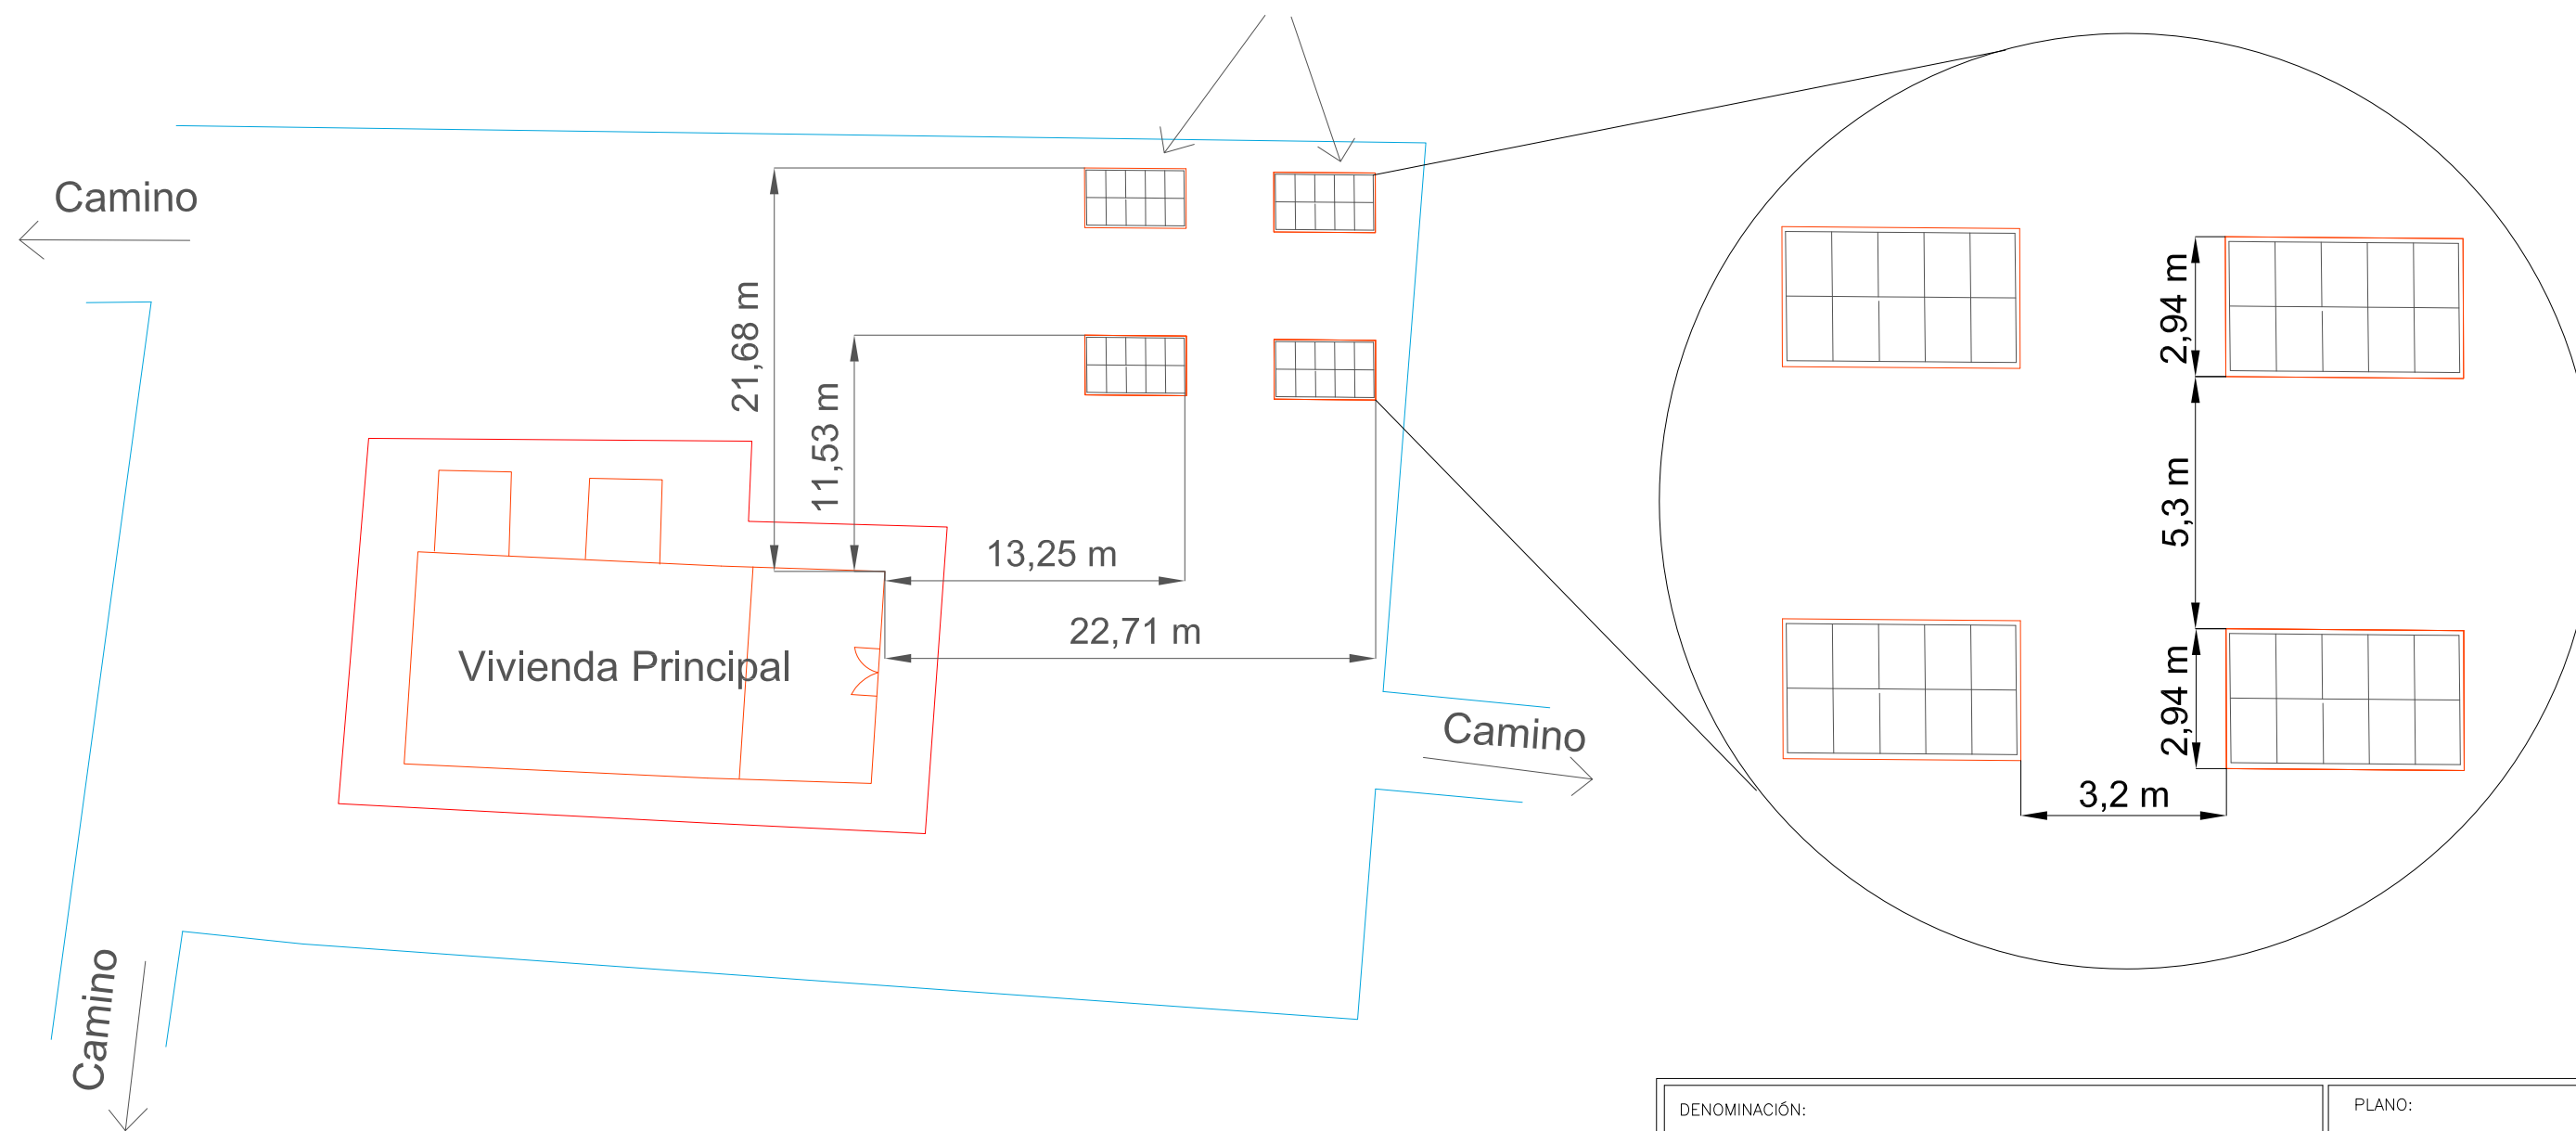 Camino
21,68 m
11,53 m
13,25 m
22,71 m
Vivienda Principal
Camino
Camino
2,94 m
5,3 m
2,94 m
3,2 m
DENOMINACIÓN:
PLANO: